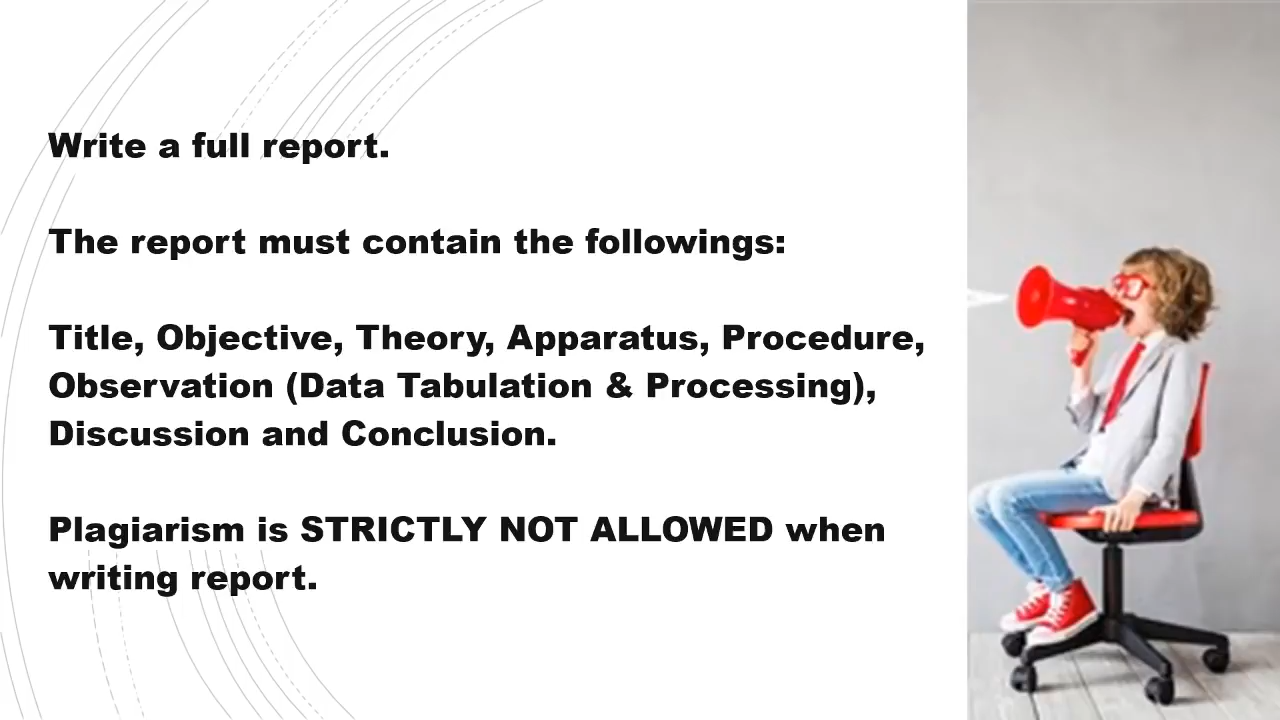 Write a full report.
The report must contain the followings:
Title, Objective, Theory, Apparatus, Procedure,
Observation (Data Tabulation & Processing),
Discussion and Conclusion.
Plagiarism is STRICTLY NOT ALLOWED when
writing report.